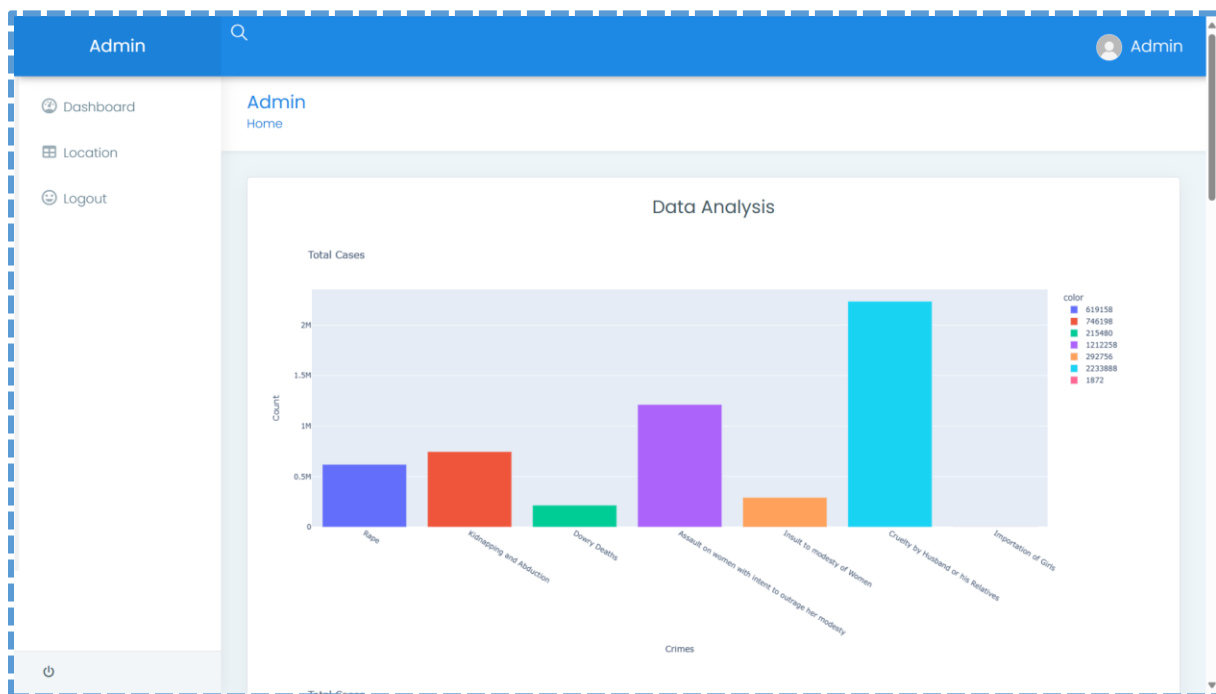 Admin
Admin
Dashboard
Location
Logout
Admin
Home
Data Analysis
Total Cases
color
619158
746198
215480
1212258
292756
2233888
1872
2M
1.5M
1M
0.5M
0
Count
Rape
Kidnapping and Abduction
Dowry Deaths
Assault on women with intent to outrage her modesty
Insult to modesty of Women
Cruelty by Husband or his Relatives
Importation of Girls
Crimes
Total Cases